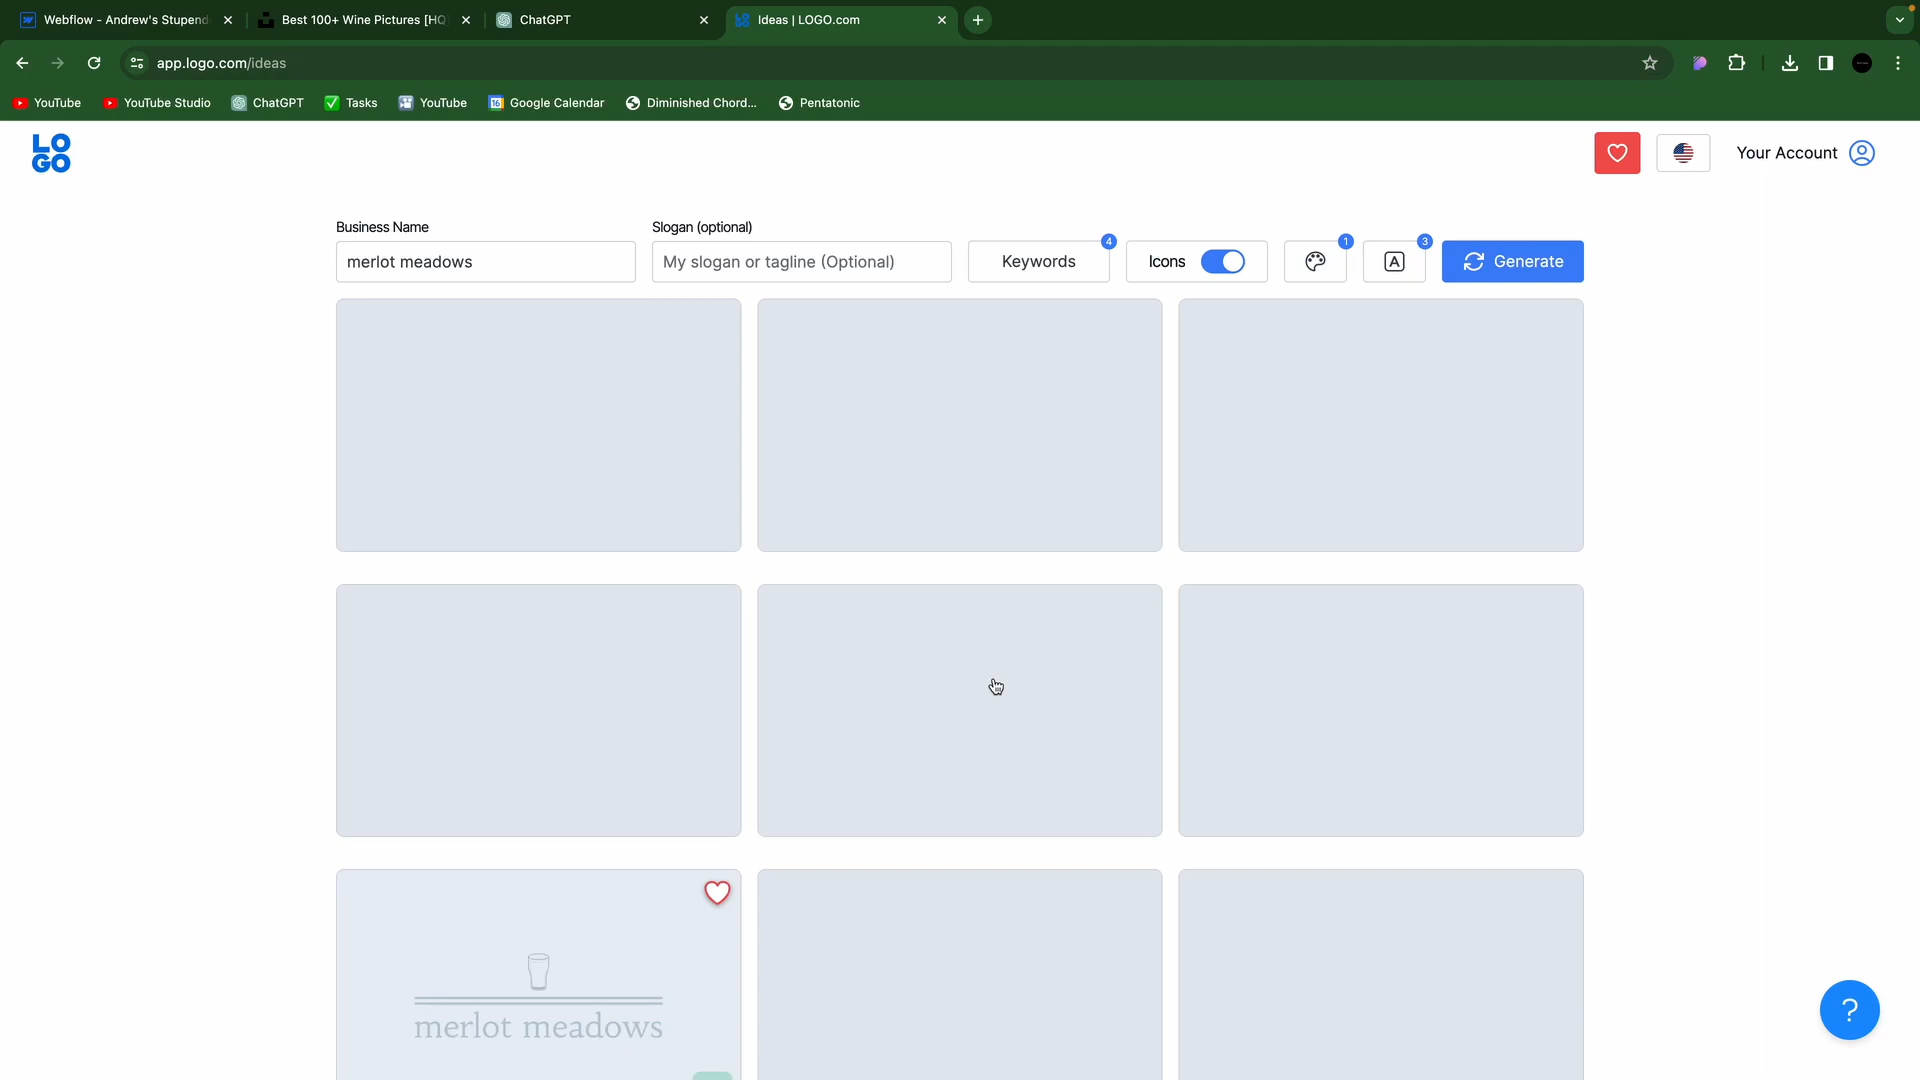 Webflow - Andrew's Stupend
Best 100+ Wine Pictures [HQ
ChatGPT
Ideas | LOGO.com
app.logo.com/ideas
YouTube
YouTube Studio
ChatGPT
Tasks
YouTube
16
Google Calendar
Diminished Chord...
Pentatonic
LO
GO
Your Account
Business Name
Slogan (optional)
merlot meadows
My slogan or tagline (Optional)
Keywords
4
Icons
1
A
3
Generate
merlot meadows
?